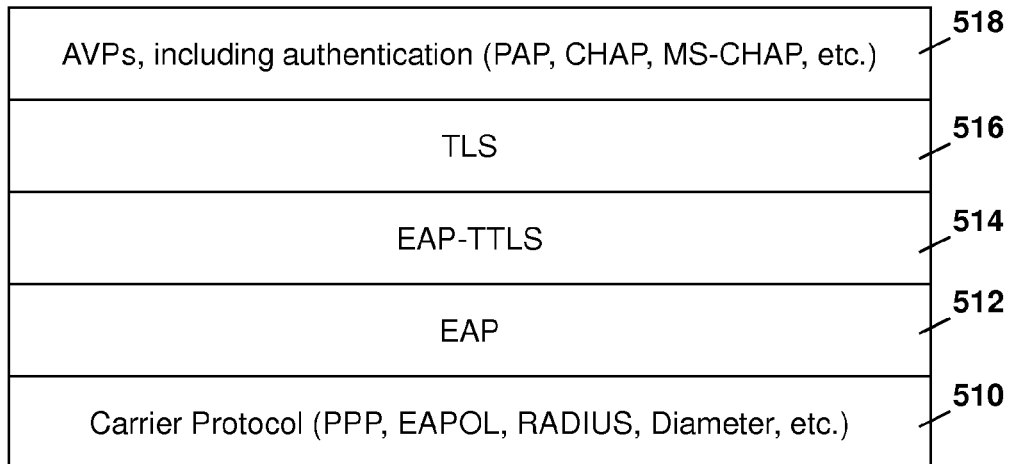 518
AVPs, including authentication (PAP, CHAP, MS-CHAP, etc.)
516
TLS
514
EAP-TTLS
512
EAP
510
Carrier Protocol (PPP, EAPOL, RADIUS, Diameter, etc.)